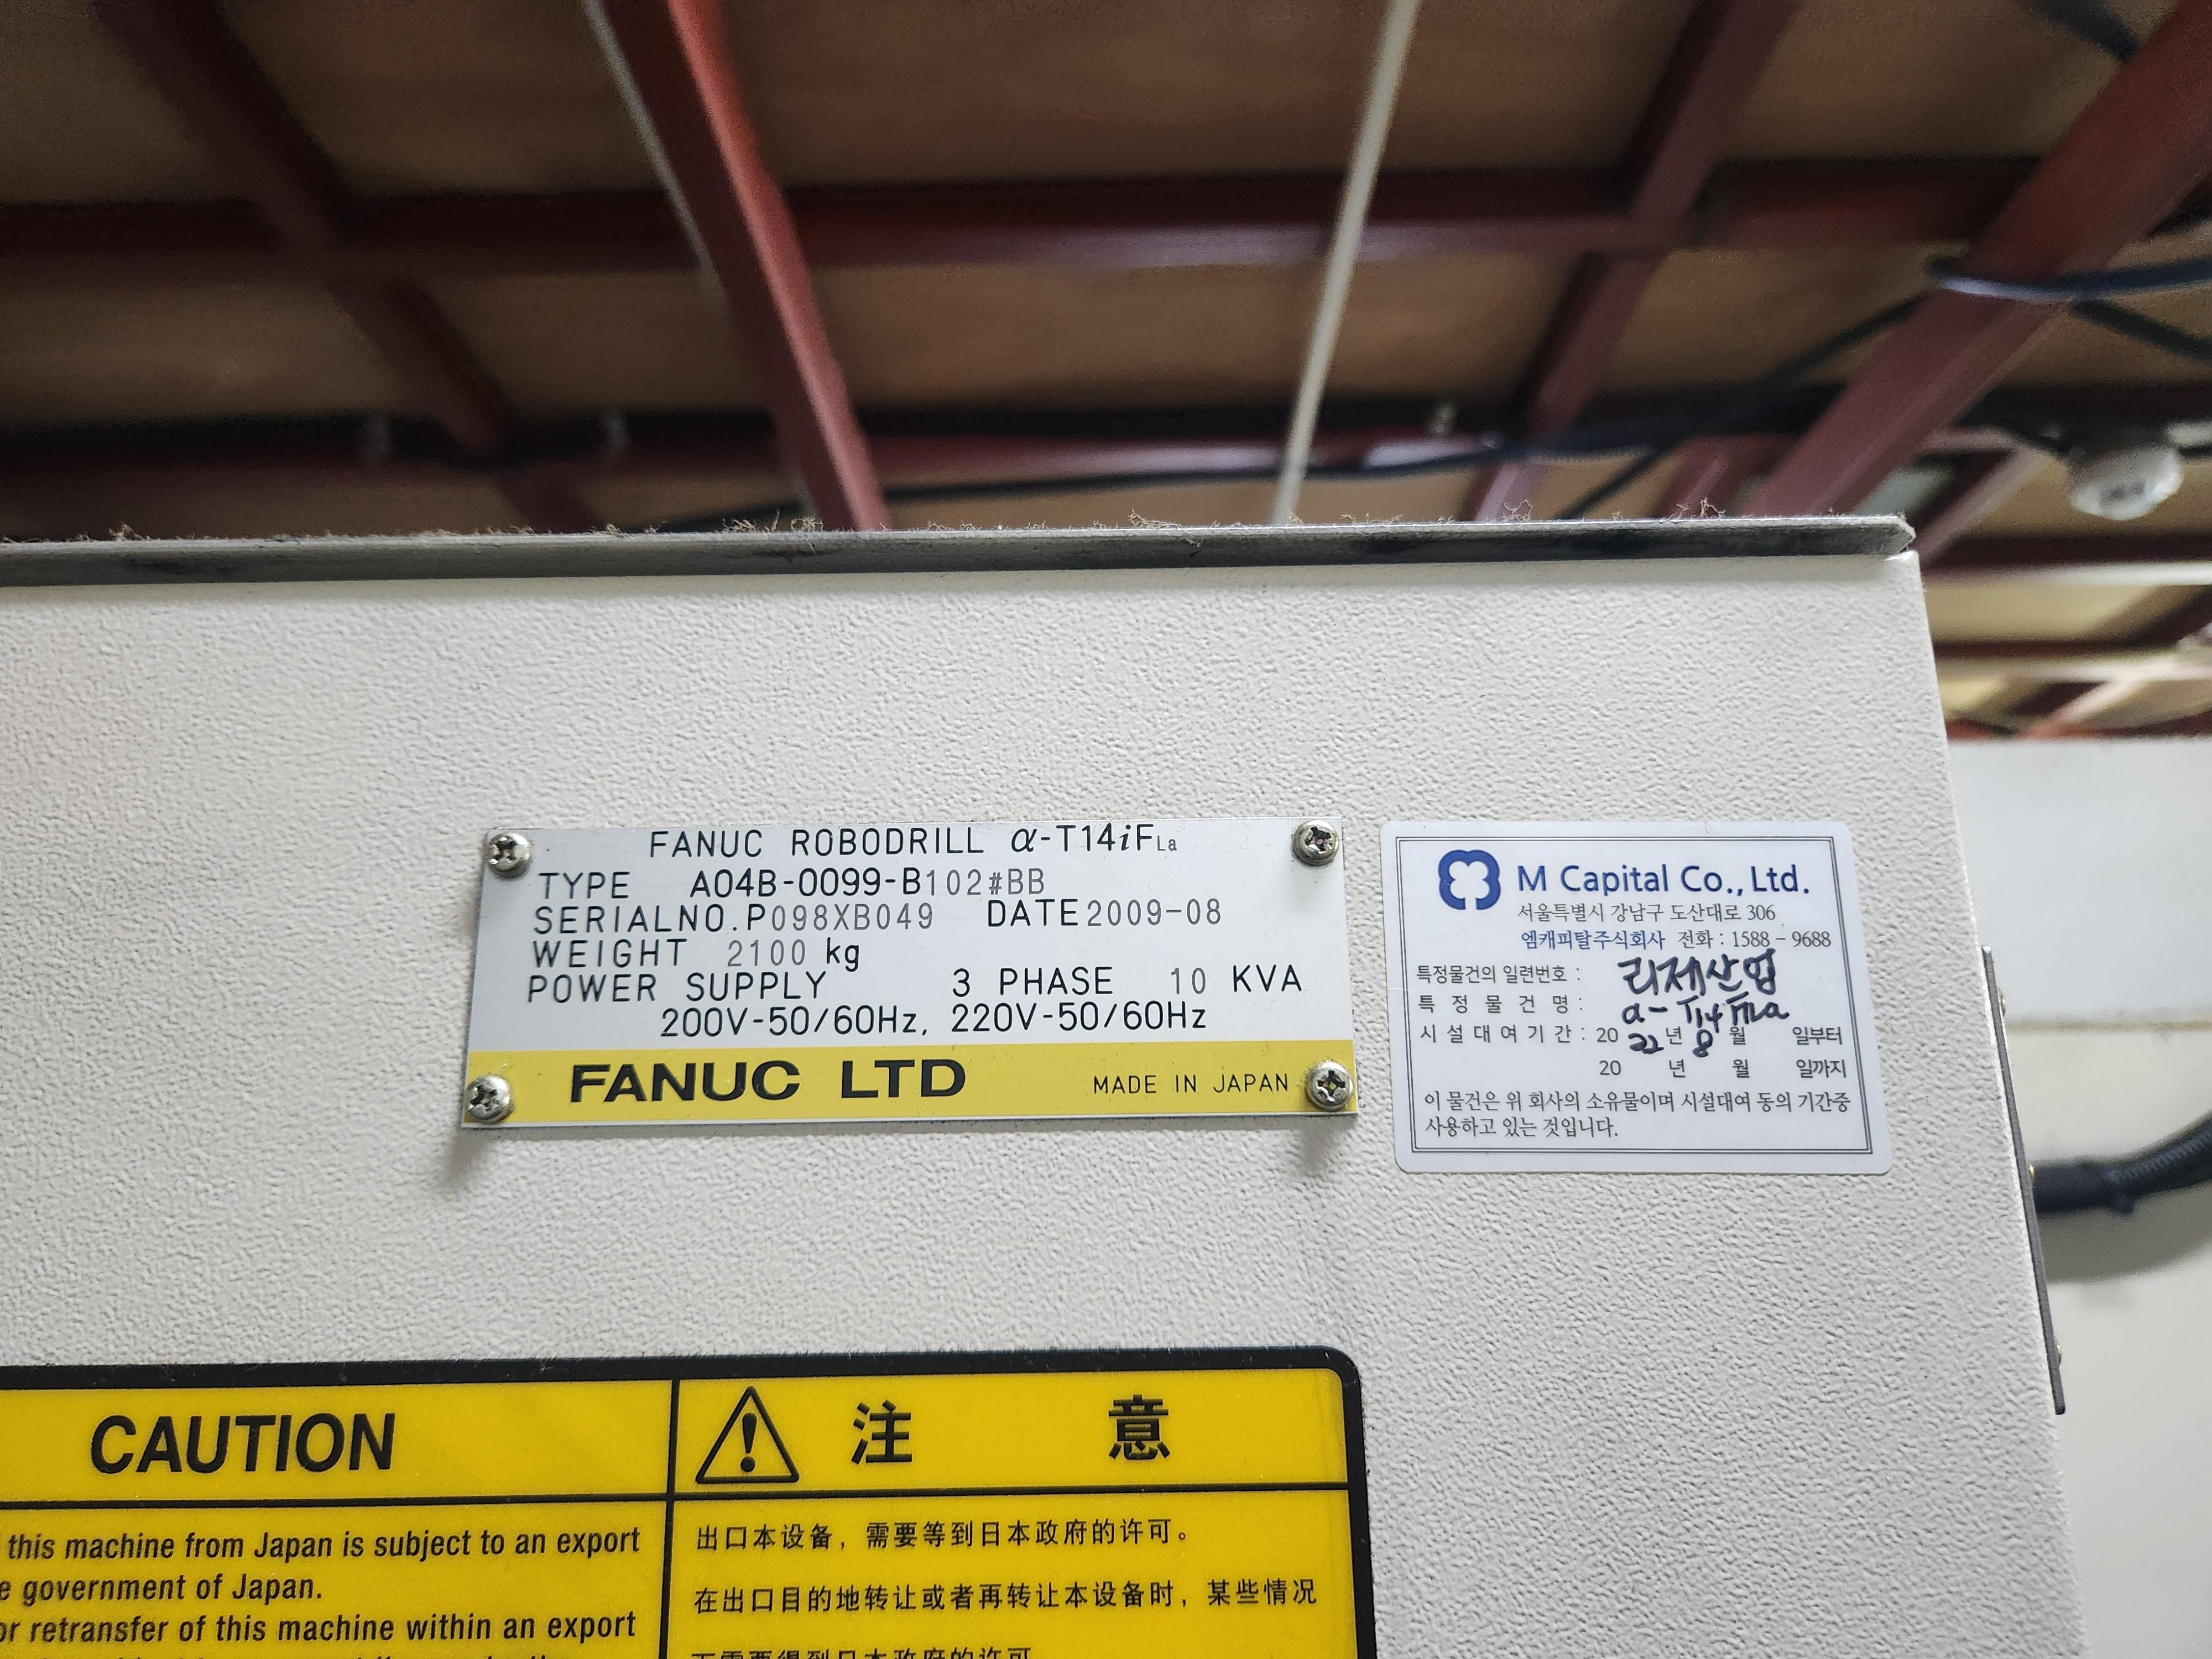 FANUC ROBODRILL α-T14iFLa
TYPE A04B-0099-B102#BB
SERIALNO.P098XB049 DATE2009-08
WEIGHT 2100 kg
POWER SUPPLY 3 PHASE 10 KVA
200V-50/60Hz, 220V-50/60Hz
FANUC LTD MADE IN JAPAN
M Capital Co., Ltd.
서울특별시 강남구 도산대로 306
엠캐피탈주식회사 전화 : 1588 - 9688
특정물건의 일련번호 : 리제산업
특 정 물 건 명 : α-T14iFLa
시 설 대 여 기 간 : 20 22 년 8 월 일부터
20 년 월 일까지
이 물건은 위 회사의 소유물이며 시설대여 동의 기간중
사용하고 있는 것입니다.
CAUTION
this machine from Japan is subject to an export
government of Japan.
retransfer of this machine within an export
注 意
出口本设备，需要等到日本政府的许可。
在出口目的地转让或者再转让本设备时，某些情况